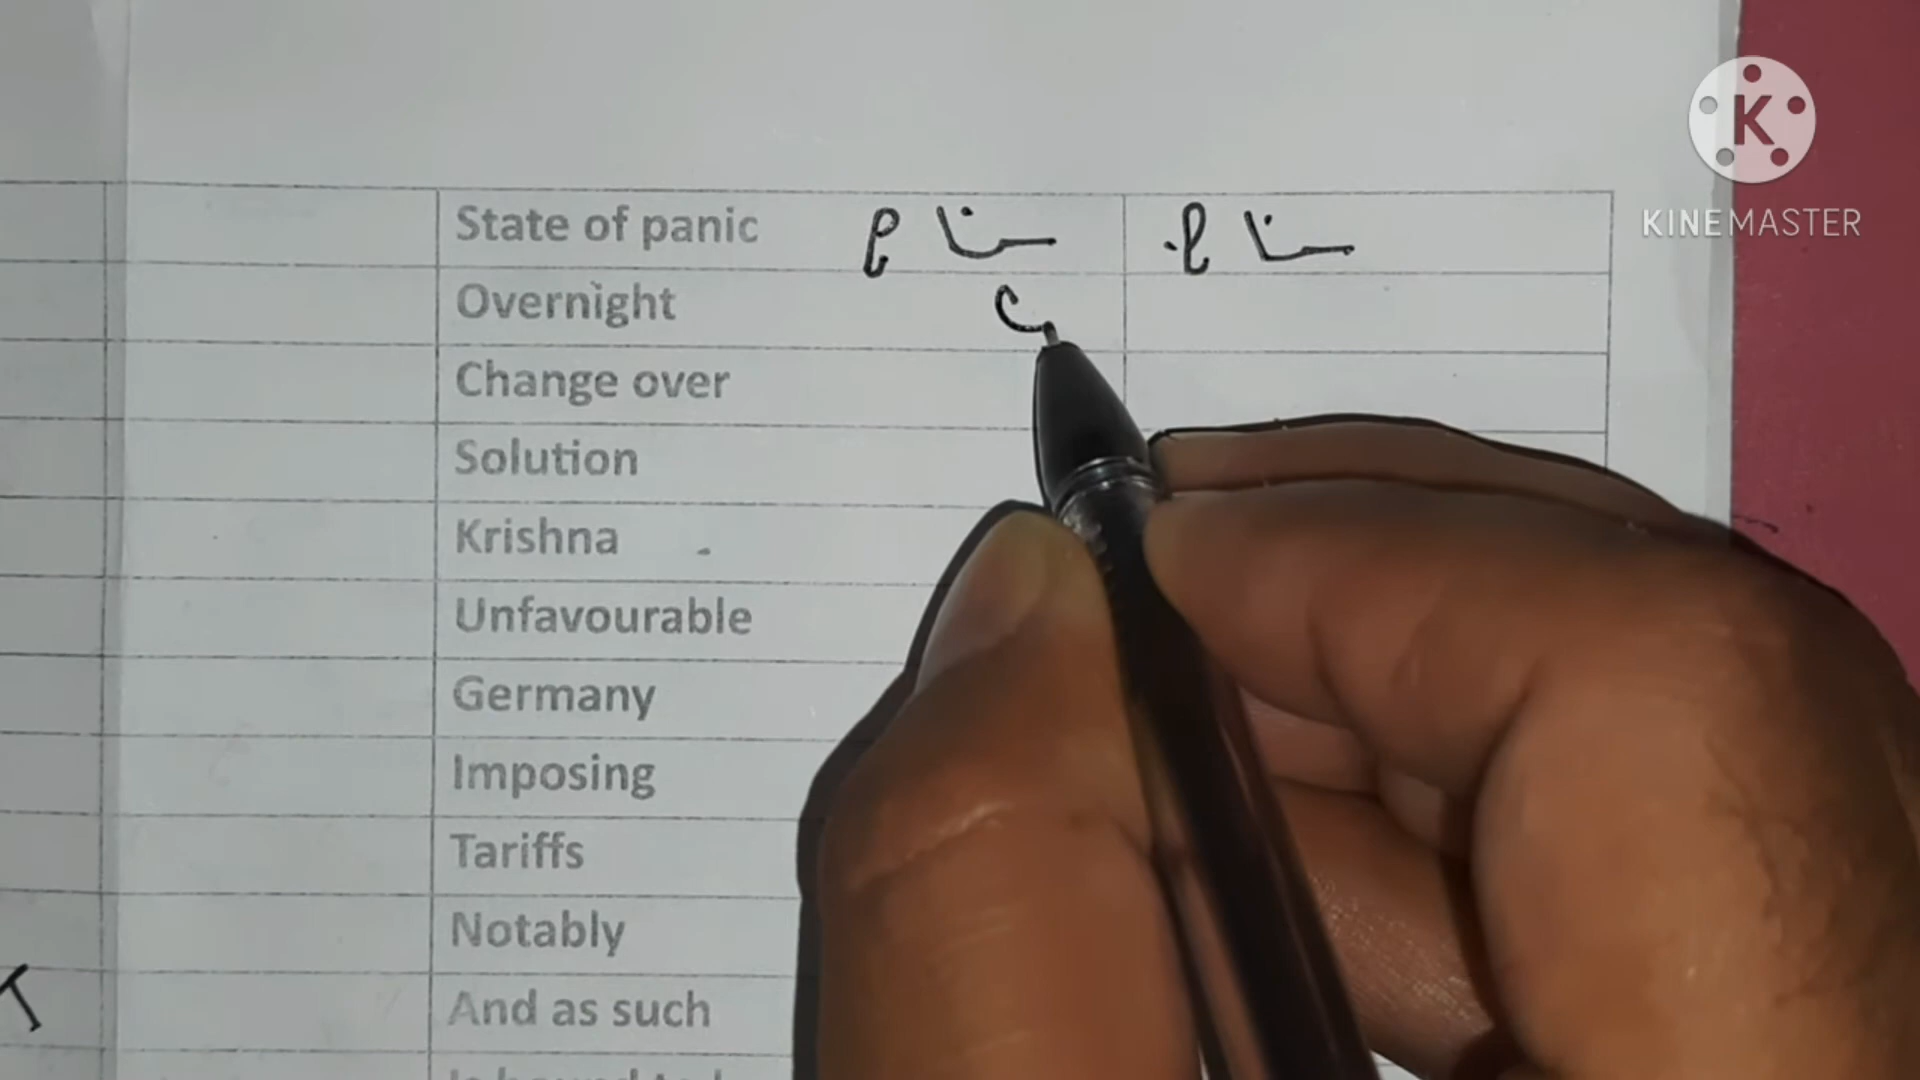 K
KINEMASTER
State of panic
Overnight
Change over
Solution
Krishna
Unfavourable
Germany
Imposing
Tariffs
Notably
And as such